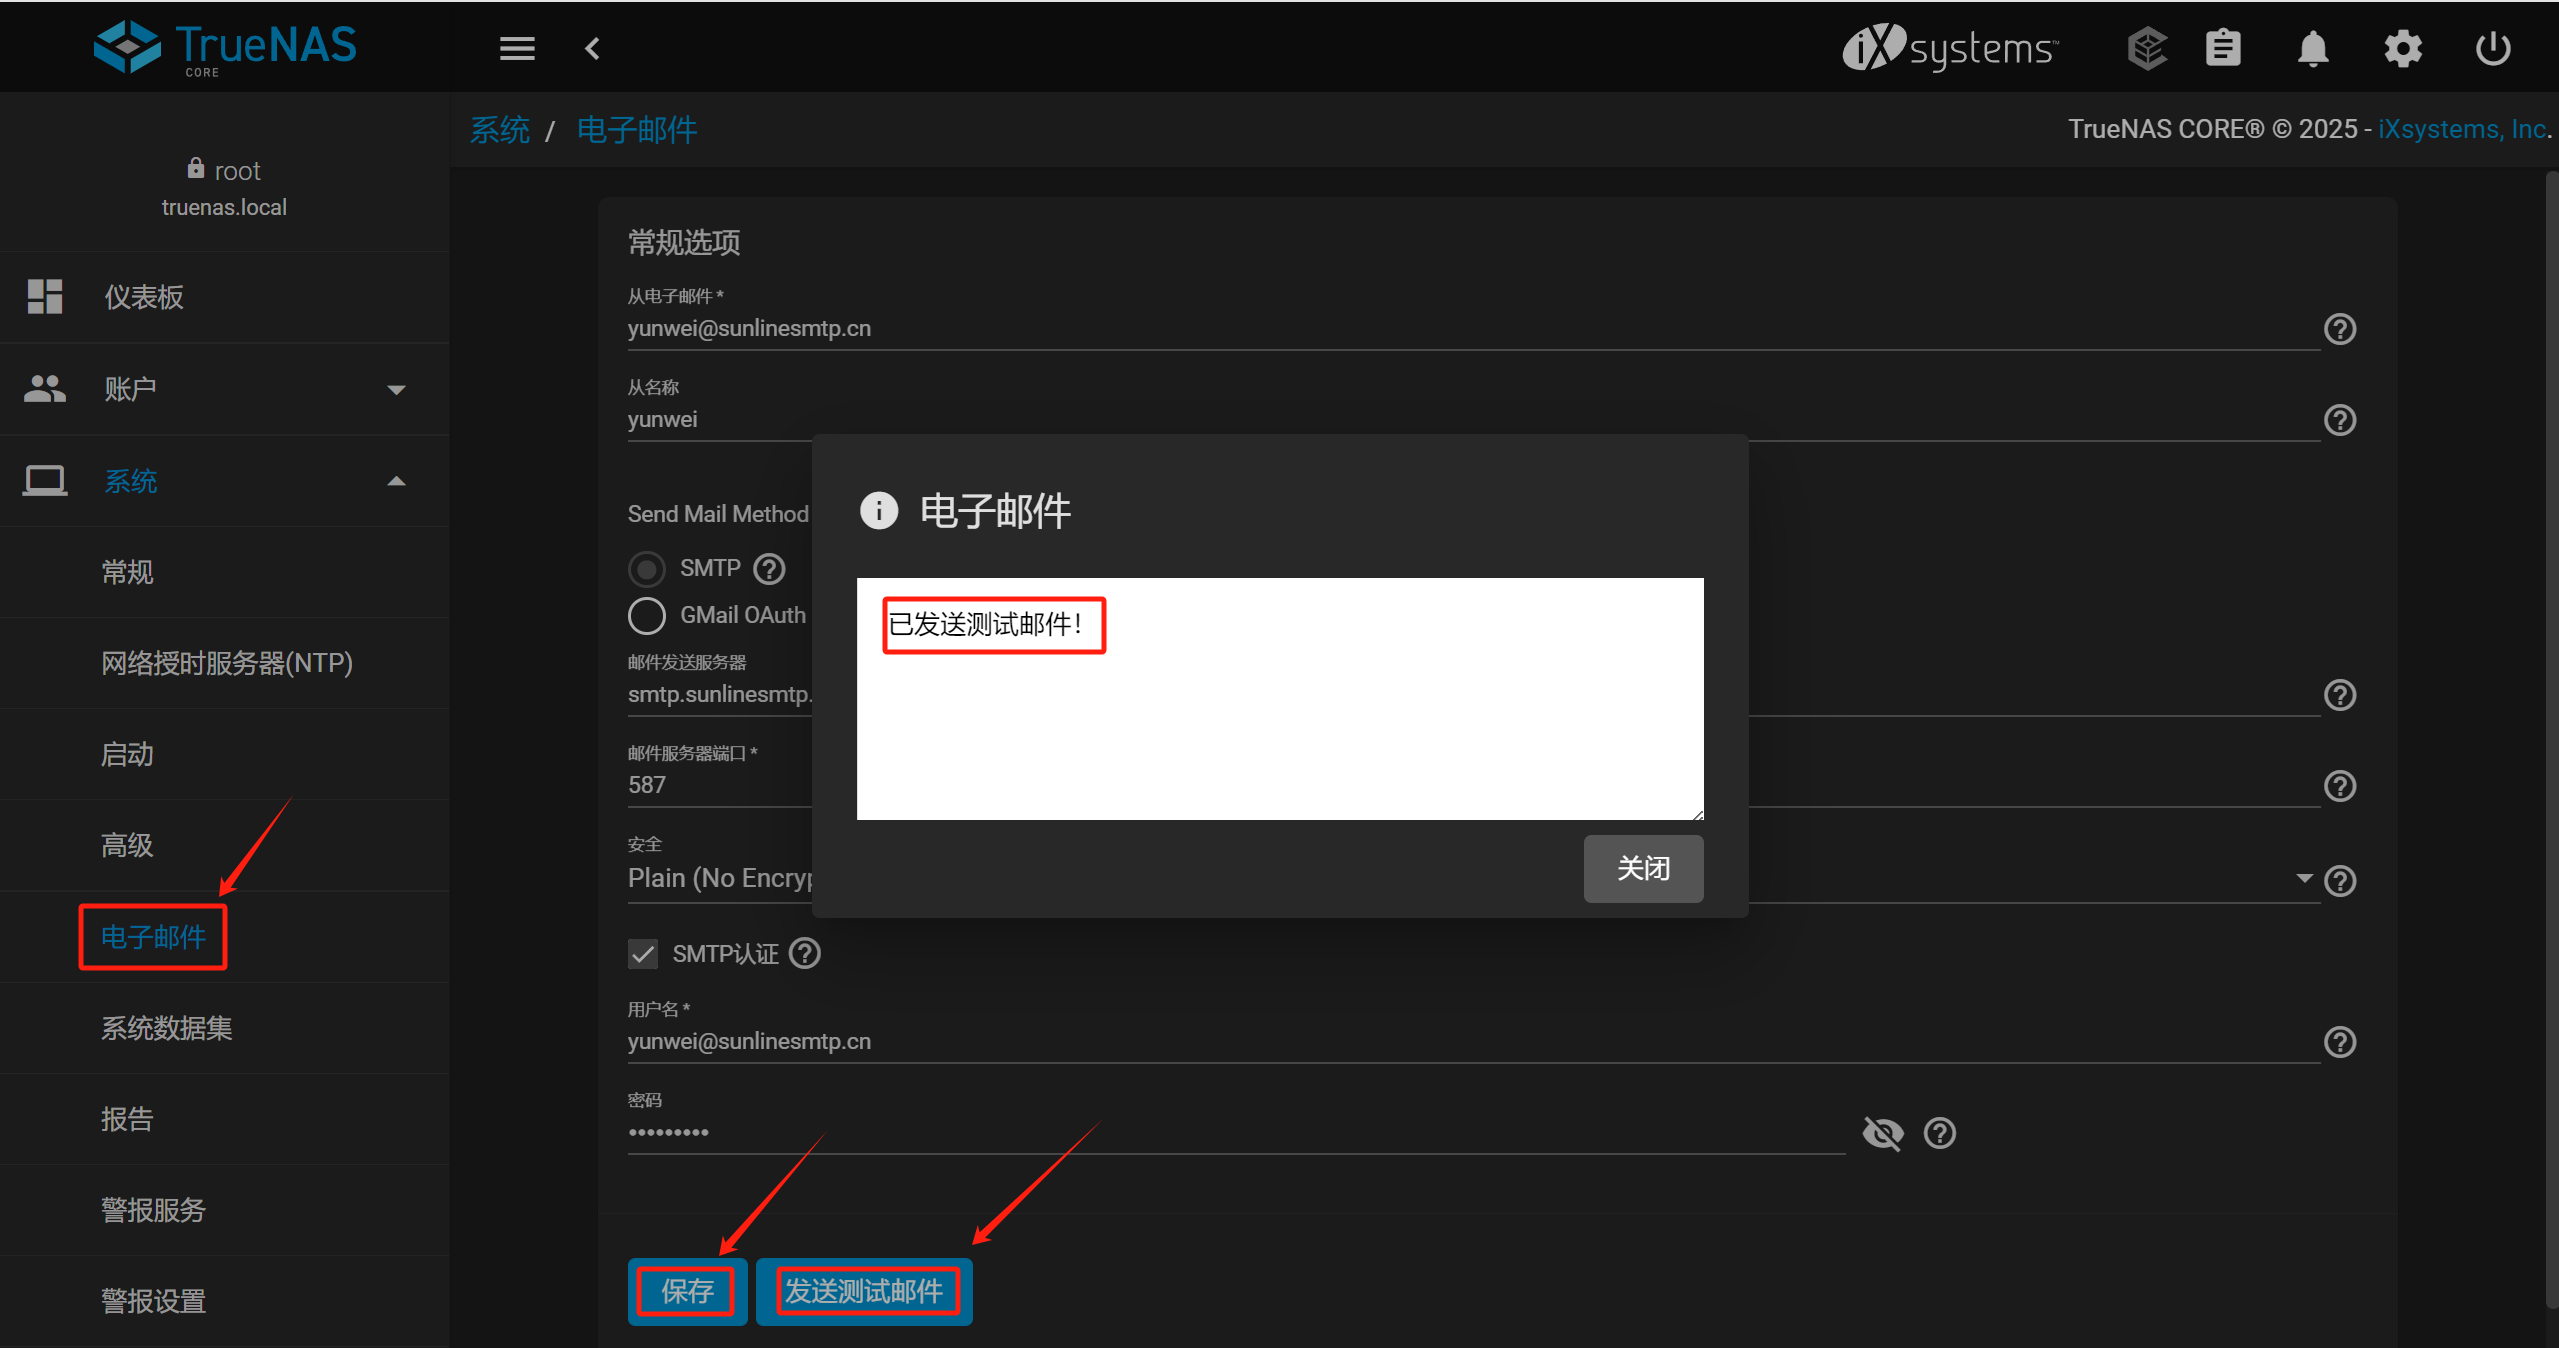 TrueNAS
CORE
iXsystems™
系统 / 电子邮件
TrueNAS CORE® © 2025 - iXsystems, Inc.
root
truenas.local
仪表板
账户
系统
常规
网络授时服务器(NTP)
启动
高级
电子邮件
系统数据集
报告
警报服务
警报设置
常规选项
从电子邮件 *
yunwei@sunlinesmtp.cn
从名称
yunwei
Send Mail Method
SMTP
GMail OAuth
邮件发送服务器
smtp.sunlinesmtp.
邮件服务器端口 *
587
安全
Plain (No Encryp
SMTP认证
用户名 *
yunwei@sunlinesmtp.cn
密码
•••••••••
保存
发送测试邮件
电子邮件
已发送测试邮件！
关闭